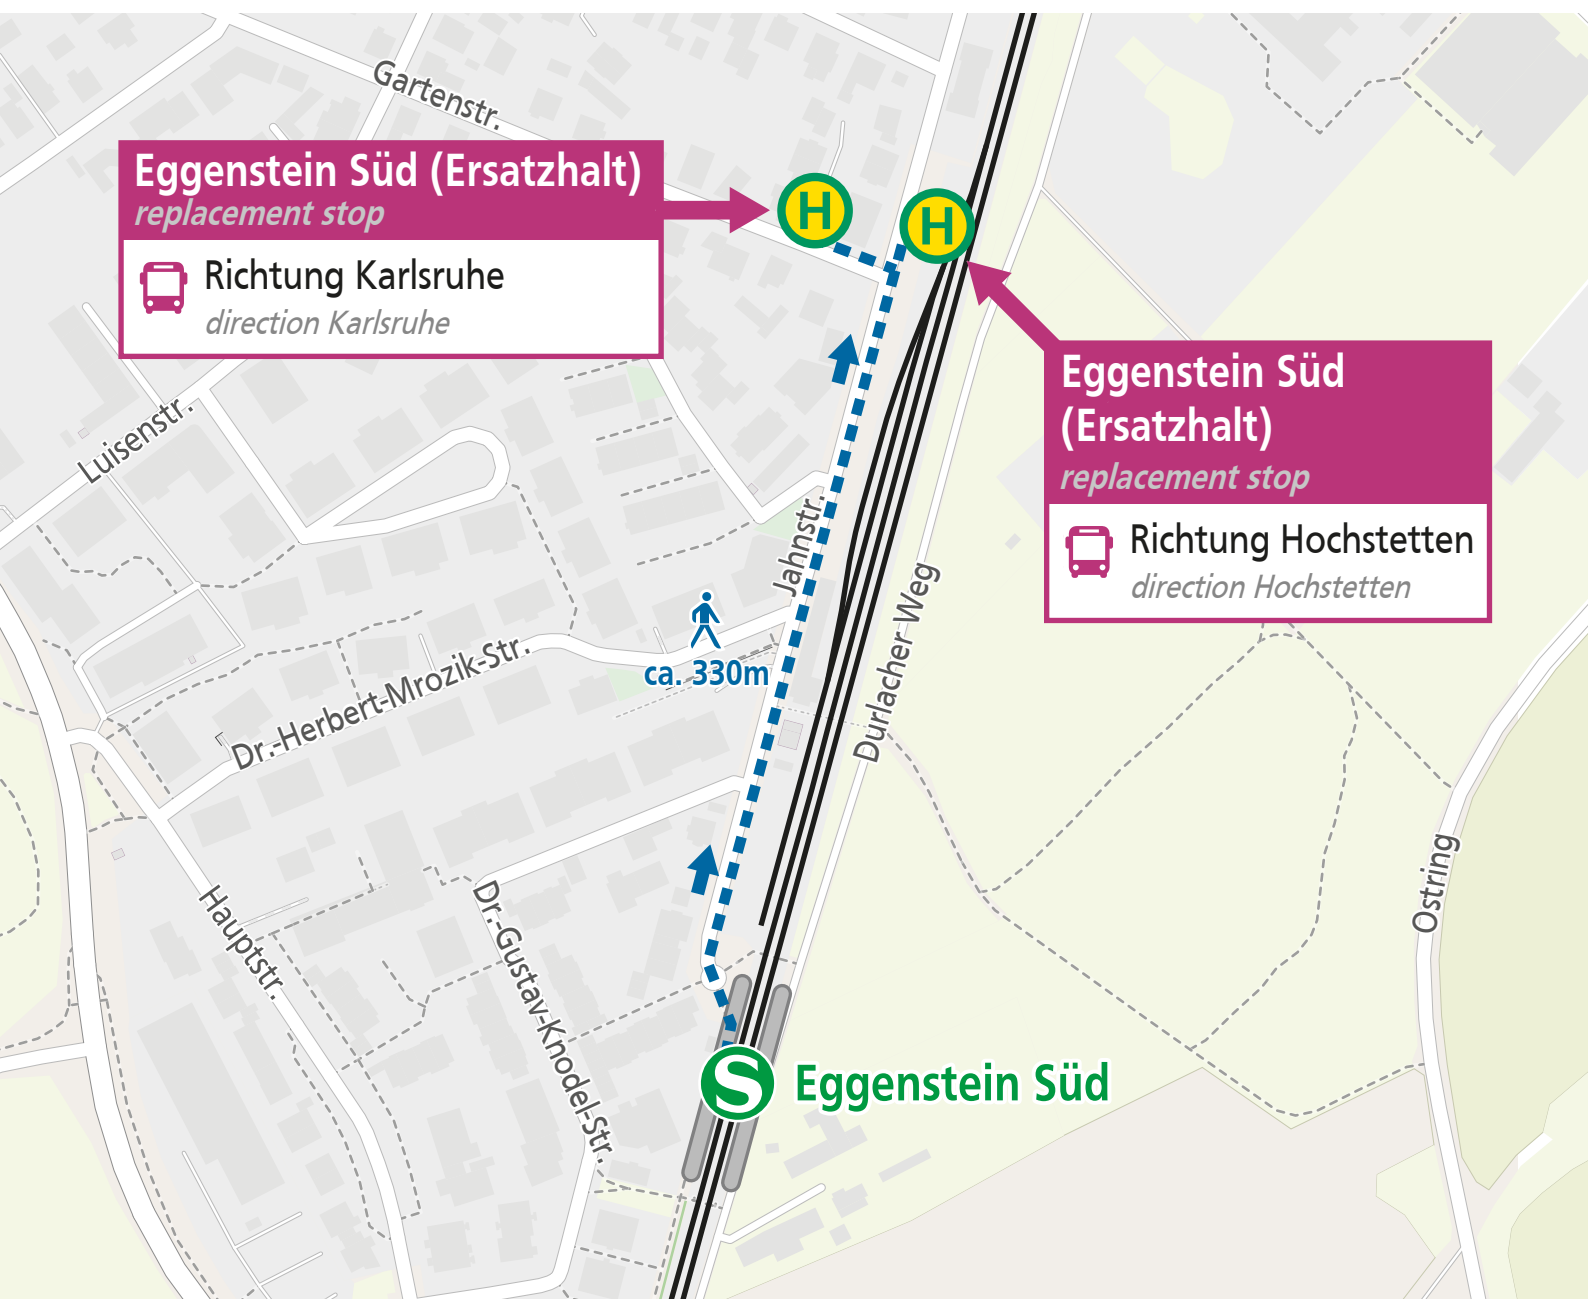 Gartenstr.
Eggenstein Süd (Ersatzhalt)
replacement stop
Richtung Karlsruhe
direction Karlsruhe
H
H
Eggenstein Süd
(Ersatzhalt)
replacement stop
Richtung Hochstetten
direction Hochstetten
Luisenstr.
Jahnstr.
Durlacher Weg
ca. 330m
Dr.-Herbert-Mrozik-Str.
Hauptstr.
Dr.-Gustav-Knodel-Str.
Ostring
S
Eggenstein Süd